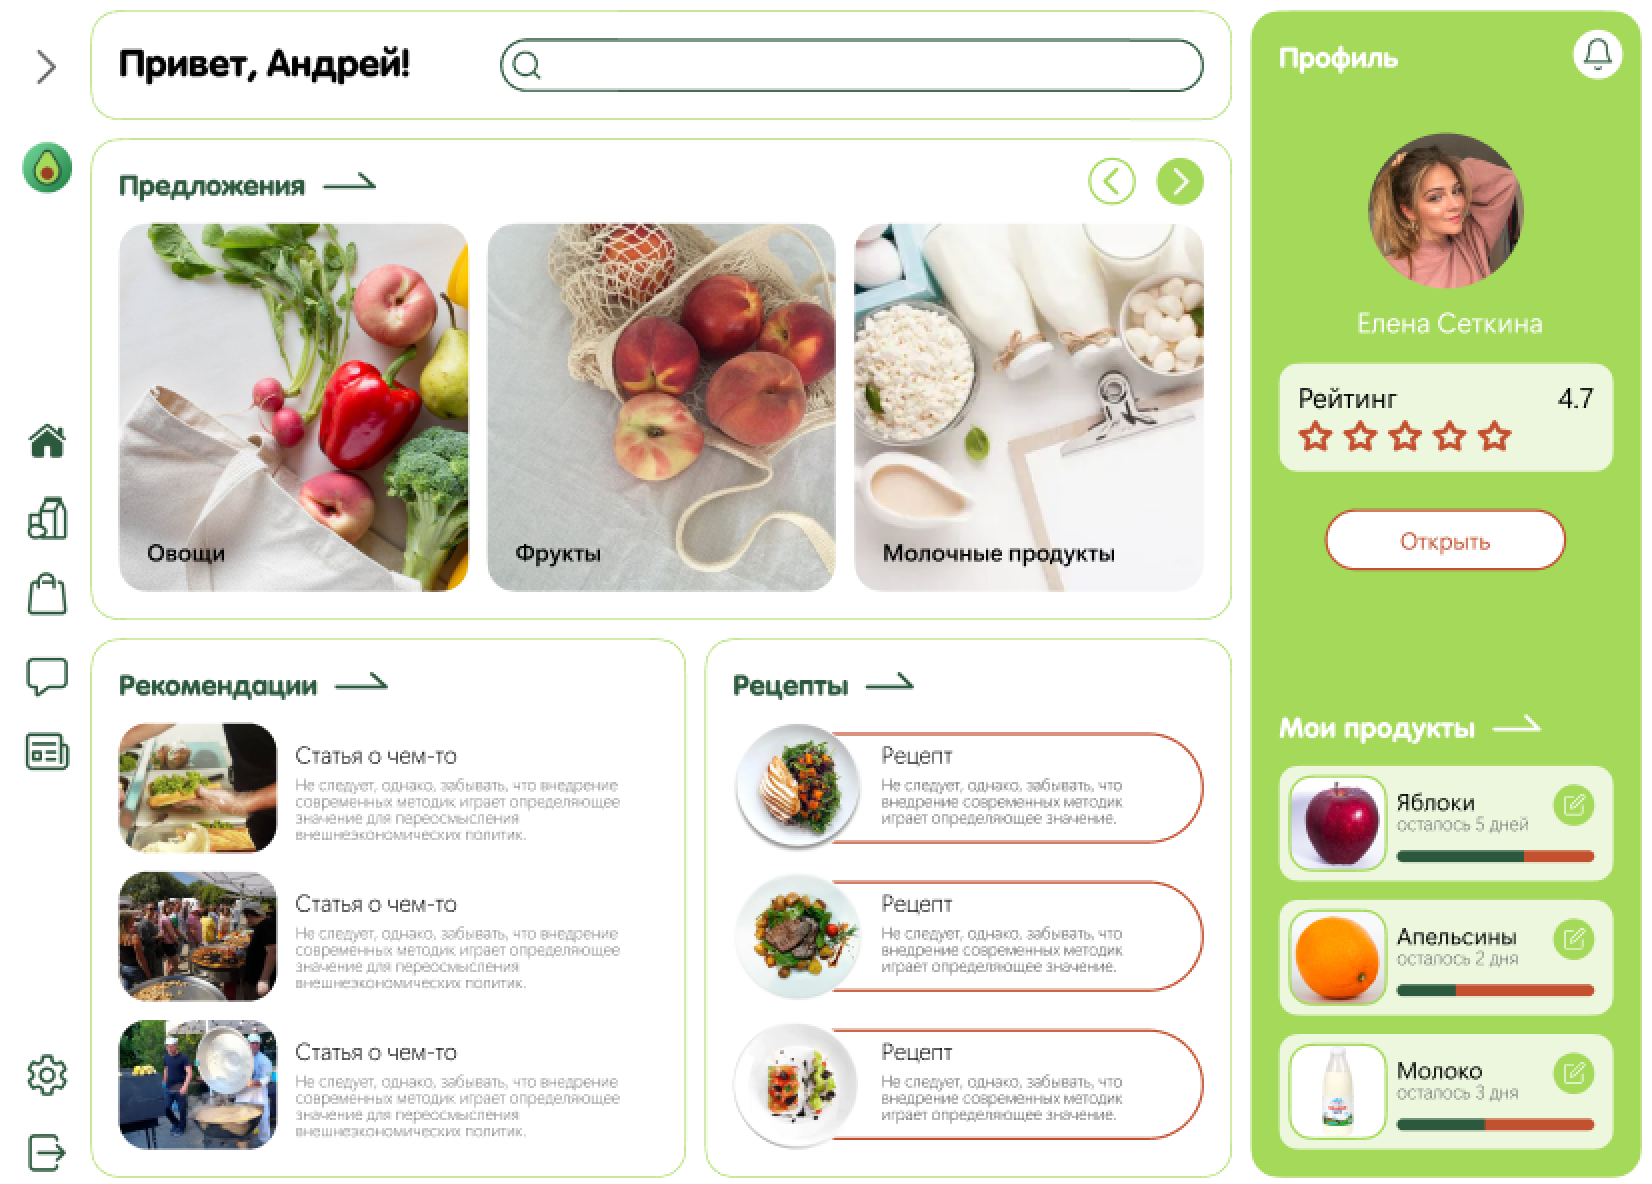 Привет, Андрей!
Предложения
Овощи
Фрукты
Молочные продукты
Рекомендации
Статья о чем-то
Не следует, однако, забывать, что внедрение
современных методик играет определяющее
значение для переосмысления
внешнеэкономических политик.
Статья о чем-то
Не следует, однако, забывать, что внедрение
современных методик играет определяющее
значение для переосмысления
внешнеэкономических политик.
Статья о чем-то
Не следует, однако, забывать, что внедрение
современных методик играет определяющее
значение для переосмысления
внешнеэкономических политик.
Рецепты
Рецепт
Не следует, однако, забывать, что
внедрение современных методик
играет определяющее значение.
Рецепт
Не следует, однако, забывать, что
внедрение современных методик
играет определяющее значение.
Рецепт
Не следует, однако, забывать, что
внедрение современных методик
играет определяющее значение.
Профиль
Елена Сеткина
Рейтинг 4.7
Открыть
Мои продукты
Яблоки
осталось 5 дней
Апельсины
осталось 2 дня
Молоко
осталось 3 дня